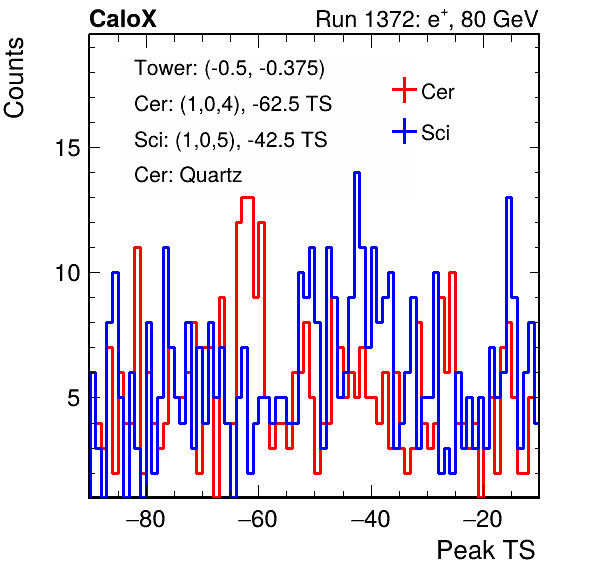 CaloX Run 1372: e⁺, 80 GeV
Counts
Tower: (-0.5, -0.375)
Cer: (1,0,4), -62.5 TS
Sci: (1,0,5), -42.5 TS
Cer: Quartz
Cer
Sci
15
10
5
−80 −60 −40 −20
Peak TS